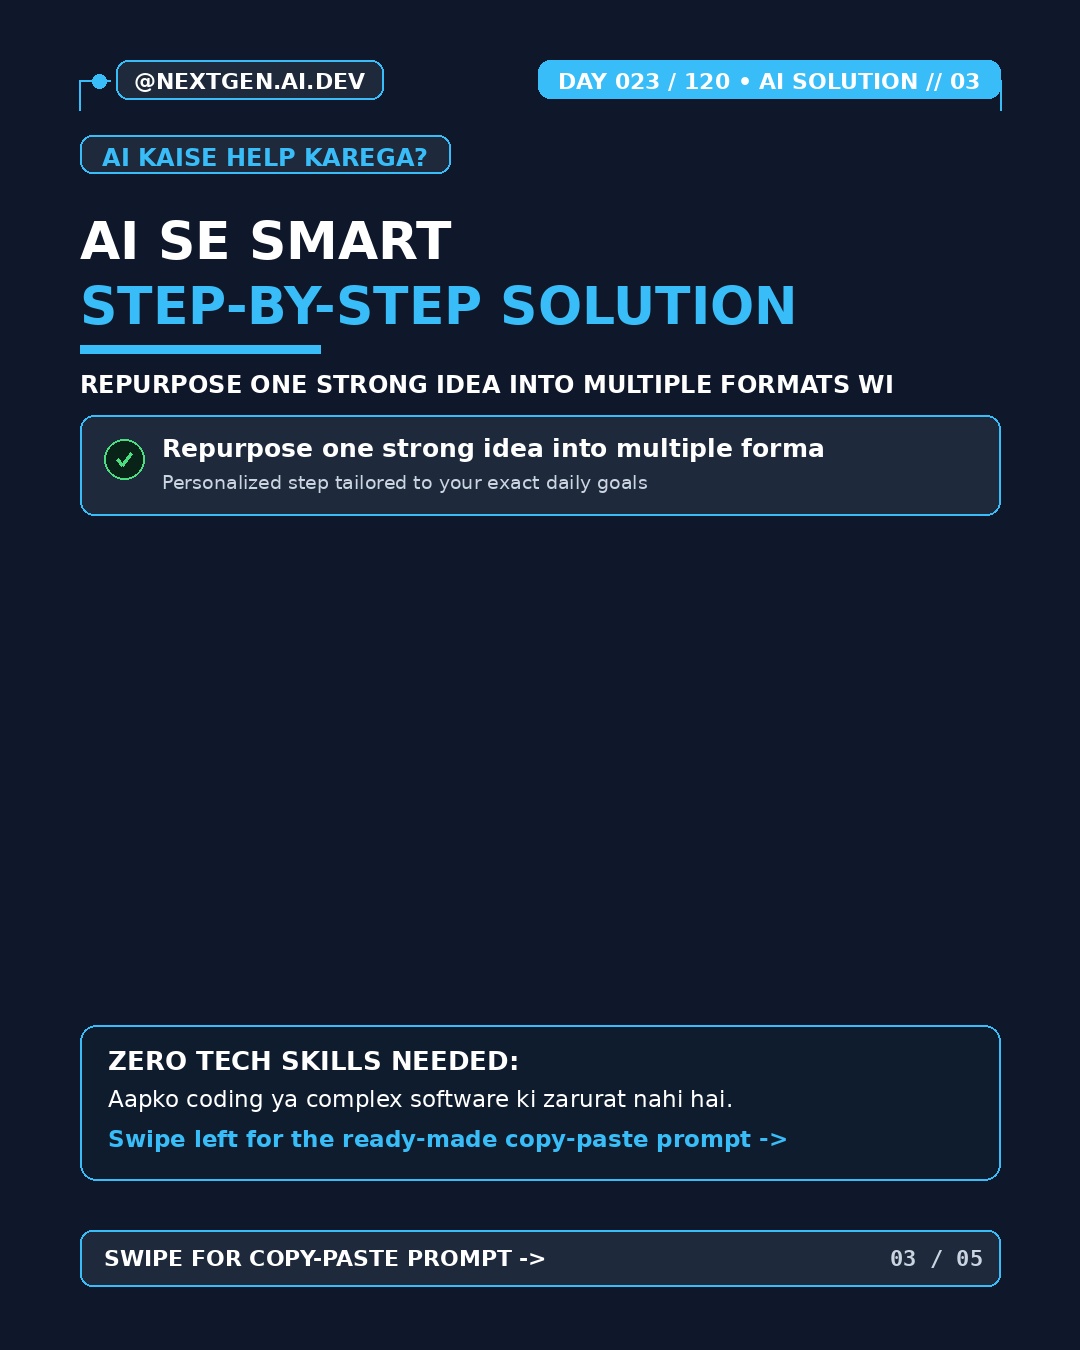 @NEXTGEN.AI.DEV
DAY 023 / 120 • AI SOLUTION // 03
AI KAISE HELP KAREGA?
AI SE SMART
STEP-BY-STEP SOLUTION
REPURPOSE ONE STRONG IDEA INTO MULTIPLE FORMATS WI
Repurpose one strong idea into multiple forma
Personalized step tailored to your exact daily goals
ZERO TECH SKILLS NEEDED:
Aapko coding ya complex software ki zarurat nahi hai.
Swipe left for the ready-made copy-paste prompt ->
SWIPE FOR COPY-PASTE PROMPT ->
03 / 05